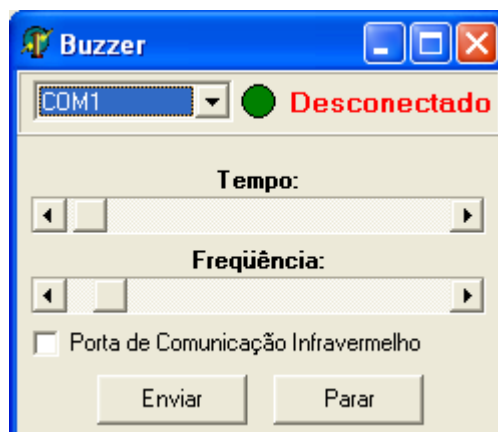 Buzzer
COM1 Desconectado
Tempo:
Freqüência:
Porta de Comunicação Infravermelho
Enviar Parar